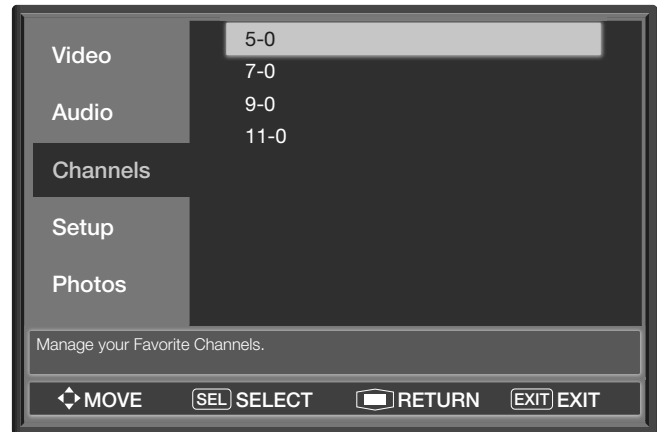 Video
Audio
Channels
Setup
Photos
5-0
7-0
9-0
11-0
Manage your Favorite Channels.
MOVE SEL SELECT RETURN EXIT EXIT